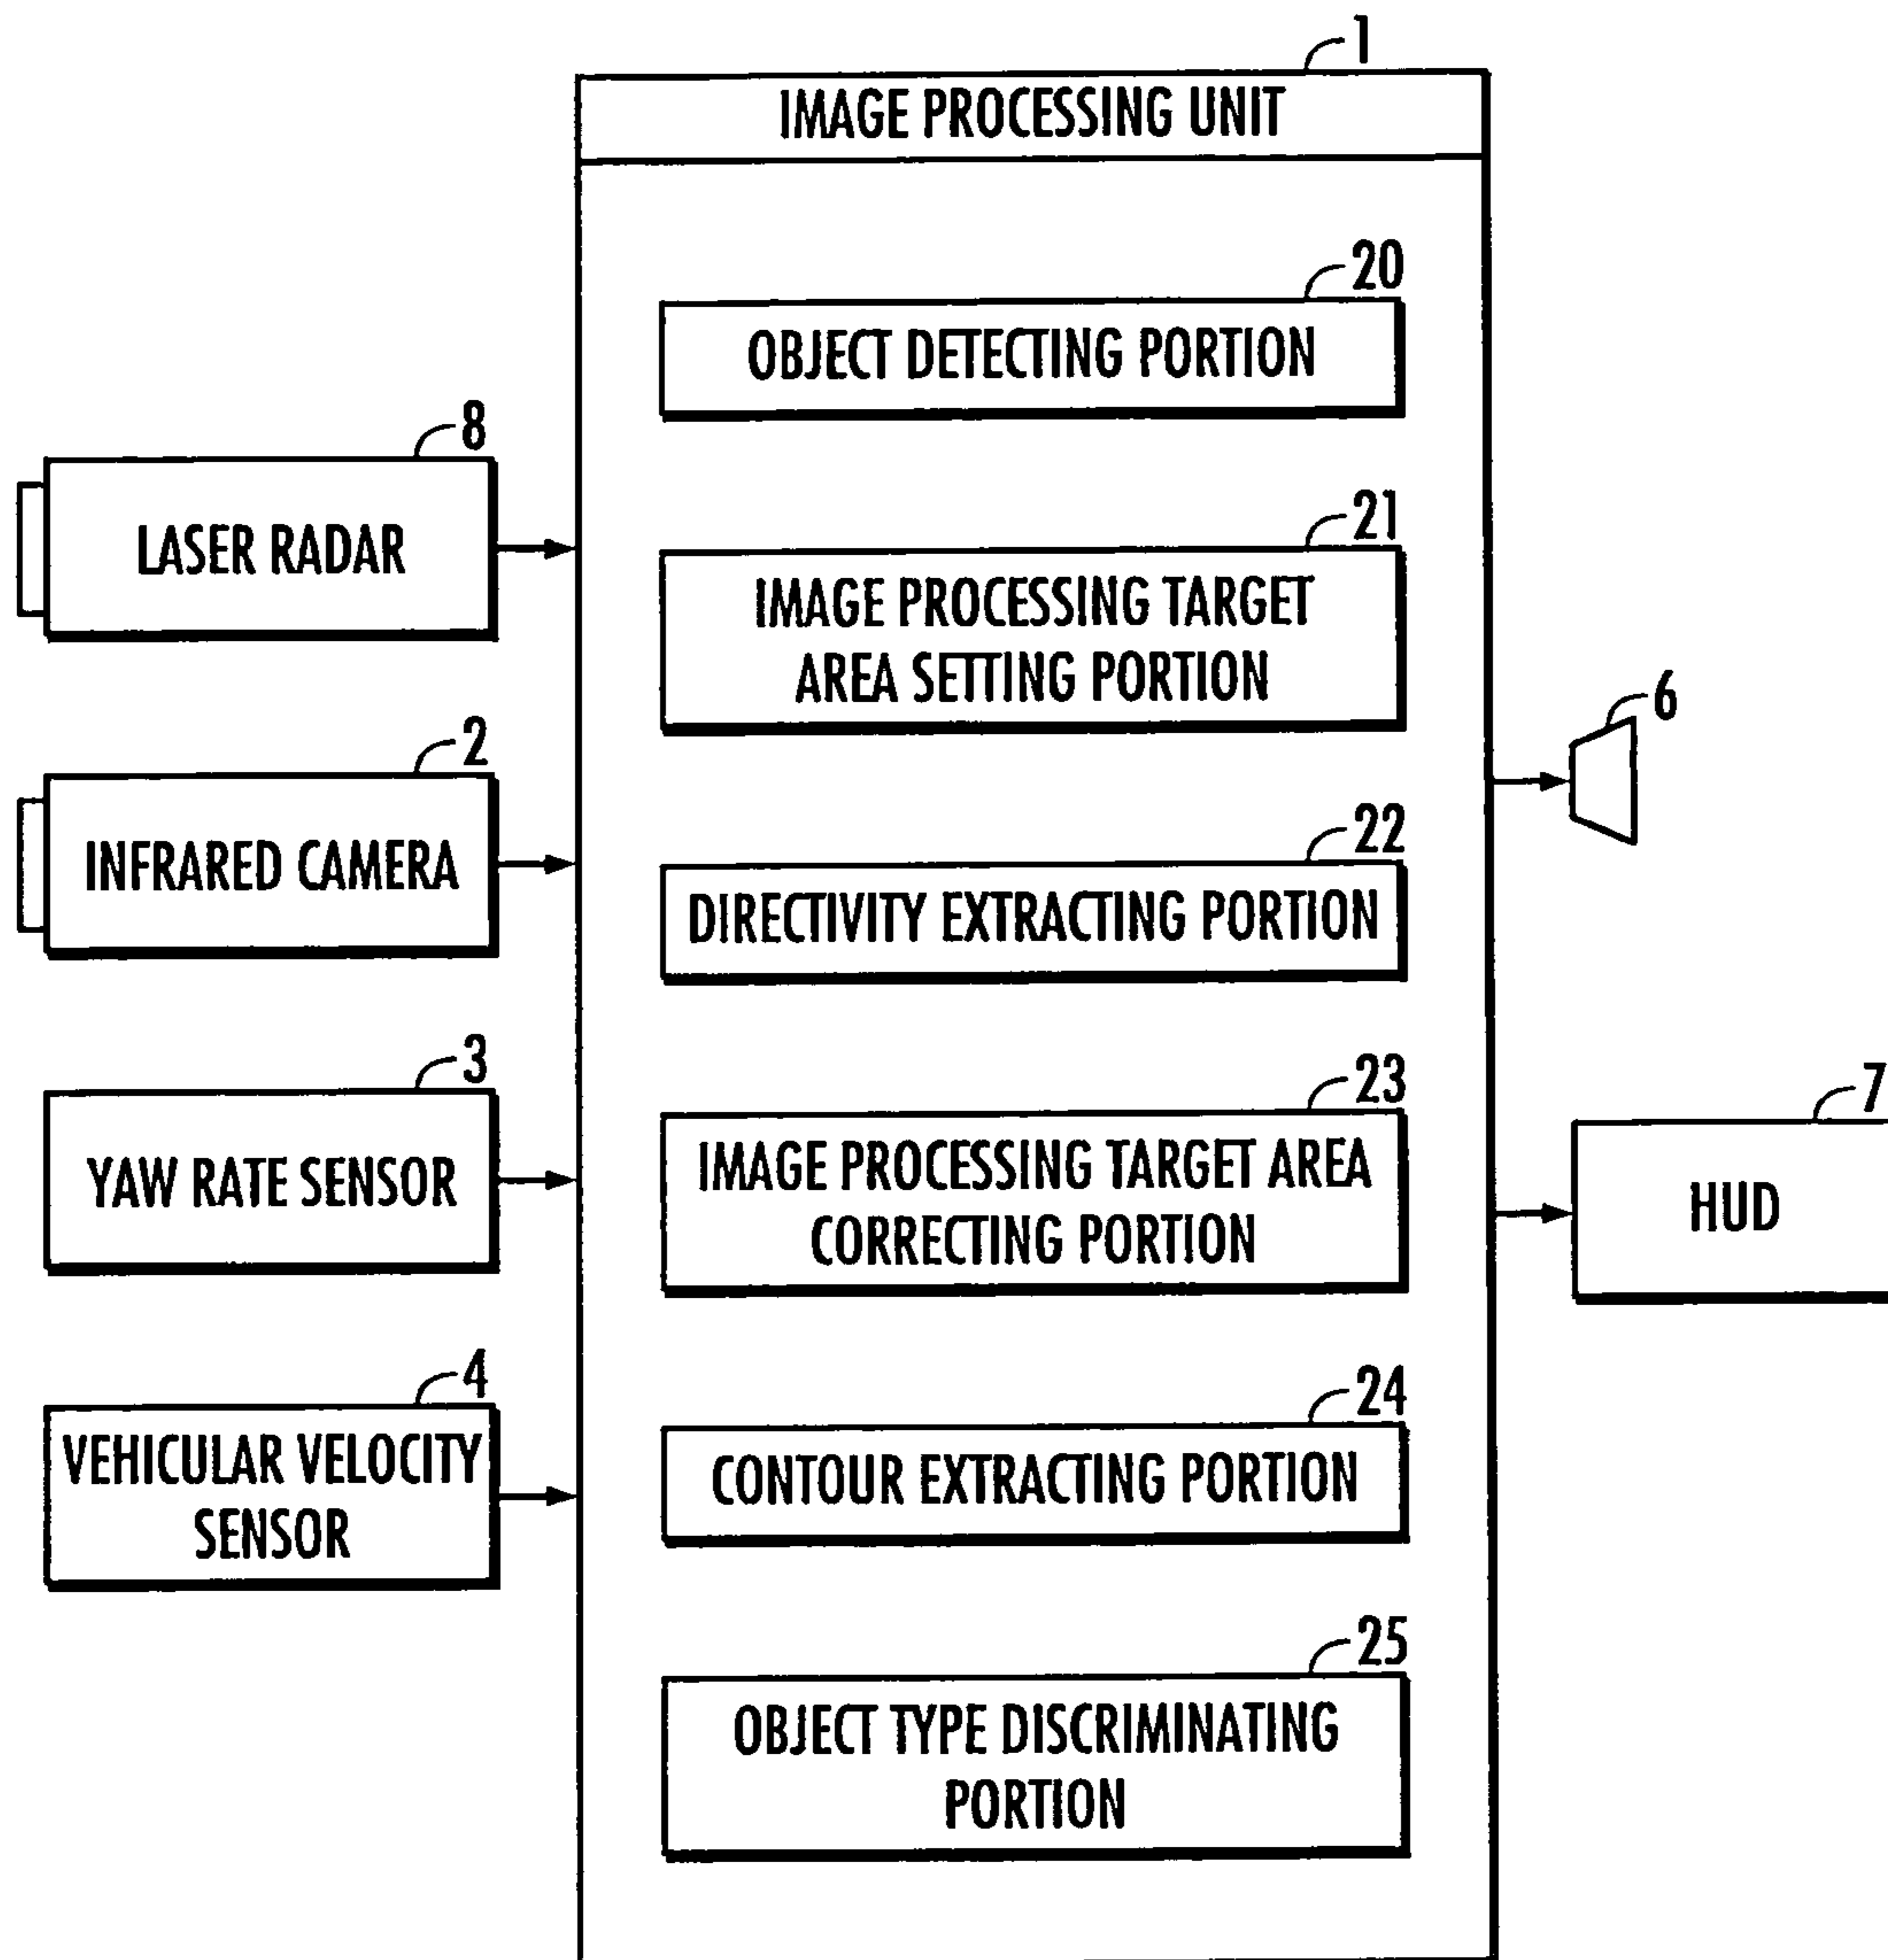 1
IMAGE PROCESSING UNIT
20
OBJECT DETECTING PORTION
8
LASER RADAR
21
IMAGE PROCESSING TARGET
AREA SETTING PORTION
6
2
INFRARED CAMERA
22
DIRECTIVITY EXTRACTING PORTION
3
YAW RATE SENSOR
23
IMAGE PROCESSING TARGET AREA
CORRECTING PORTION
7
HUD
4
VEHICULAR VELOCITY
SENSOR
24
CONTOUR EXTRACTING PORTION
25
OBJECT TYPE DISCRIMINATING
PORTION